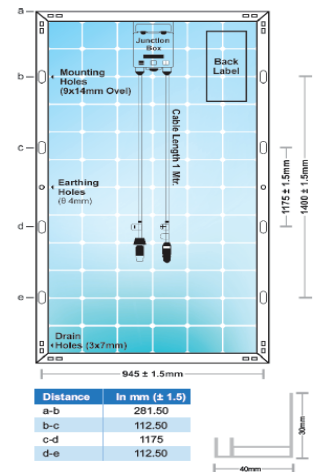 a
Junction
Box
Back
Label
b
Mounting
Holes
(9x14mm Ovel)
Cable Length 1 Mtr.
c
Earthing
Holes
(θ 4mm)
d
-
+
1175 ± 1.5mm
1400 ± 1.5mm
e
Drain
Holes (3x7mm)
945 ± 1.5mm
Distance In mm (± 1.5)
a-b 281.50
b-c 112.50
c-d 1175
d-e 112.50
30mm
40mm